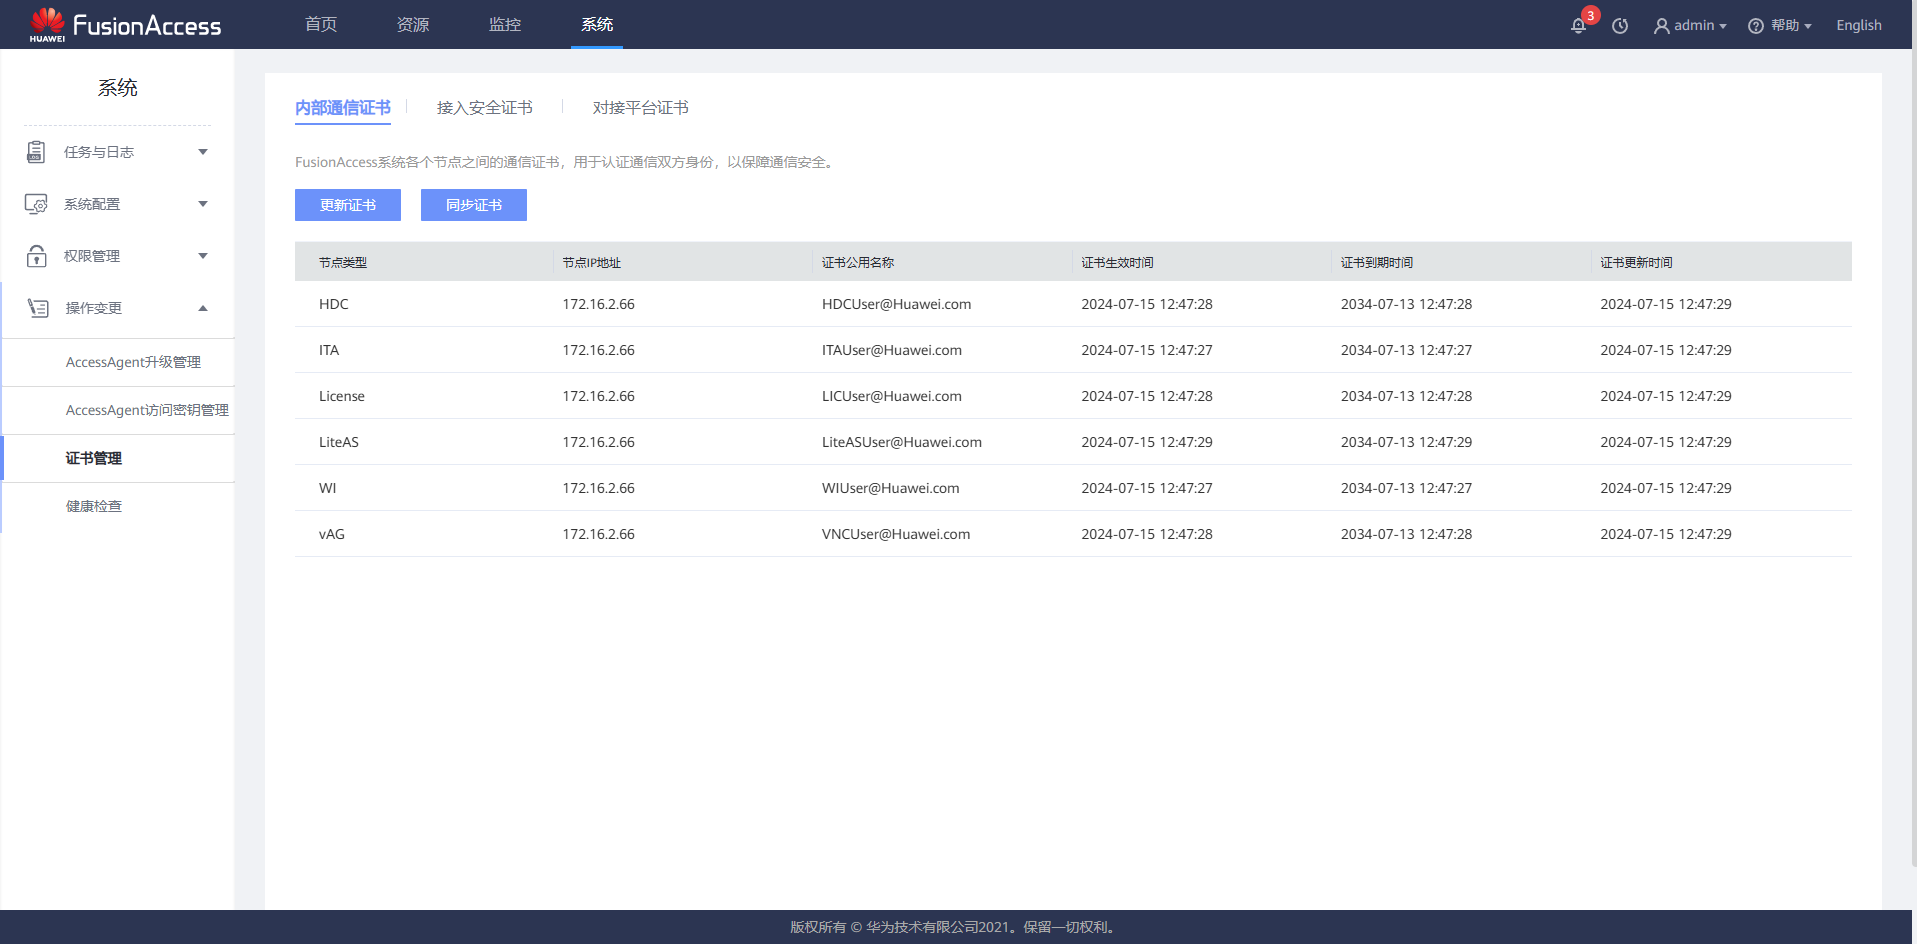 HUAWEI FusionAccess 首页 资源 监控 系统 3 admin 帮助 English
系统
任务与日志
系统配置
权限管理
操作变更
AccessAgent升级管理
AccessAgent访问密钥管理
证书管理
健康检查
内部通信证书 接入安全证书 对接平台证书
FusionAccess系统各个节点之间的通信证书，用于认证通信双方身份，以保障通信安全。
更新证书 同步证书
节点类型 节点IP地址 证书公用名称 证书生效时间 证书到期时间 证书更新时间
HDC 172.16.2.66 HDCUser@Huawei.com 2024-07-15 12:47:28 2034-07-13 12:47:28 2024-07-15 12:47:29
ITA 172.16.2.66 ITAUser@Huawei.com 2024-07-15 12:47:27 2034-07-13 12:47:27 2024-07-15 12:47:29
License 172.16.2.66 LICUser@Huawei.com 2024-07-15 12:47:28 2034-07-13 12:47:28 2024-07-15 12:47:29
LiteAS 172.16.2.66 LiteASUser@Huawei.com 2024-07-15 12:47:29 2034-07-13 12:47:29 2024-07-15 12:47:29
WI 172.16.2.66 WIUser@Huawei.com 2024-07-15 12:47:27 2034-07-13 12:47:27 2024-07-15 12:47:29
vAG 172.16.2.66 VNCUser@Huawei.com 2024-07-15 12:47:28 2034-07-13 12:47:28 2024-07-15 12:47:29
版权所有 © 华为技术有限公司2021。保留一切权利。